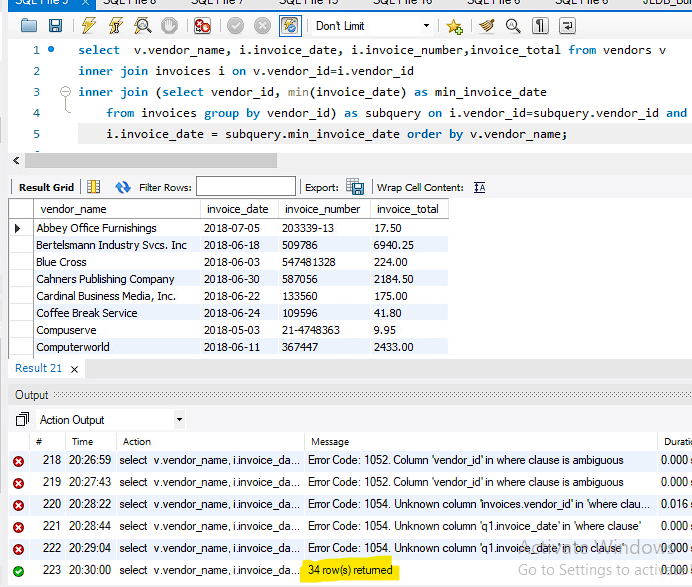 SQL File 5 × SQL File 6 SQL File 7 SQL File 13 SQL File 16 SQL File 6 SQL File 6
Don't Limit
1 select v.vendor_name, i.invoice_date, i.invoice_number,invoice_total from vendors v
2 inner join invoices i on v.vendor_id=i.vendor_id
3 inner join (select vendor_id, min(invoice_date) as min_invoice_date
4 from invoices group by vendor_id) as subquery on i.vendor_id=subquery.vendor_id and
5 i.invoice_date = subquery.min_invoice_date order by v.vendor_name;
Result Grid Filter Rows: Export: Wrap Cell Content:
vendor_name invoice_date invoice_number invoice_total
Abbey Office Furnishings 2018-07-05 203339-13 17.50
Bertelsmann Industry Svcs. Inc 2018-06-18 509786 6940.25
Blue Cross 2018-06-03 547481328 224.00
Cahners Publishing Company 2018-06-30 587056 2184.50
Cardinal Business Media, Inc. 2018-06-22 133560 175.00
Coffee Break Service 2018-06-24 109596 41.80
Compuserve 2018-05-03 21-4748363 9.95
Computerworld 2018-06-11 367447 2433.00
Result 21 ×
Output
Action Output
# Time Action Message Duratio
218 20:26:59 select v.vendor_name, i.invoice_da... Error Code: 1052. Column 'vendor_id' in where clause is ambiguous 0.000 s
219 20:27:43 select v.vendor_name, i.invoice_da... Error Code: 1052. Column 'vendor_id' in where clause is ambiguous 0.000 s
220 20:28:22 select v.vendor_name, i.invoice_da... Error Code: 1054. Unknown column 'invoices.vendor_id' in 'where clau... 0.016 s
221 20:28:44 select v.vendor_name, i.invoice_da... Error Code: 1054. Unknown column 'q1.invoice_date' in 'where clause' 0.000 s
222 20:29:04 select v.vendor_name, i.invoice_da... Error Code: 1054. Unknown column 'q1.invoice_date' in 'on clause' 0.000 s
223 20:30:00 select v.vendor_name, i.invoice_da... 34 row(s) returned 0.000 s
Activate Windows
Go to Settings to activ